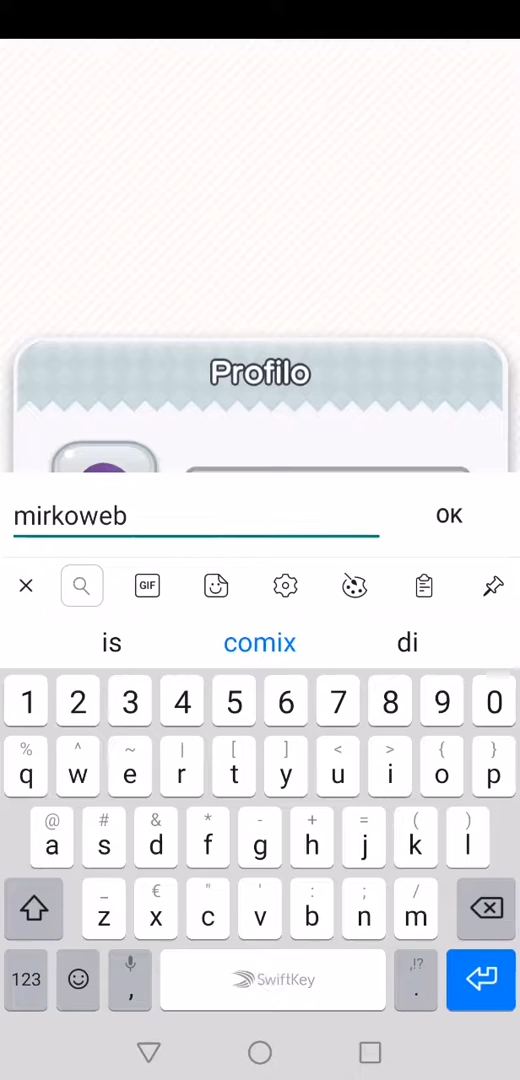 Profilo
mirkoweb OK
GIF
is comix di
1 2 3 4 5 6 7 8 9 0
% ^ ~ | [ ] < > { }
q w e r t y u i o p
@ # & * - + = ( )
a s d f g h j k l
_ € " ' : ; /
z x c v b n m
123 , SwiftKey ,!? .